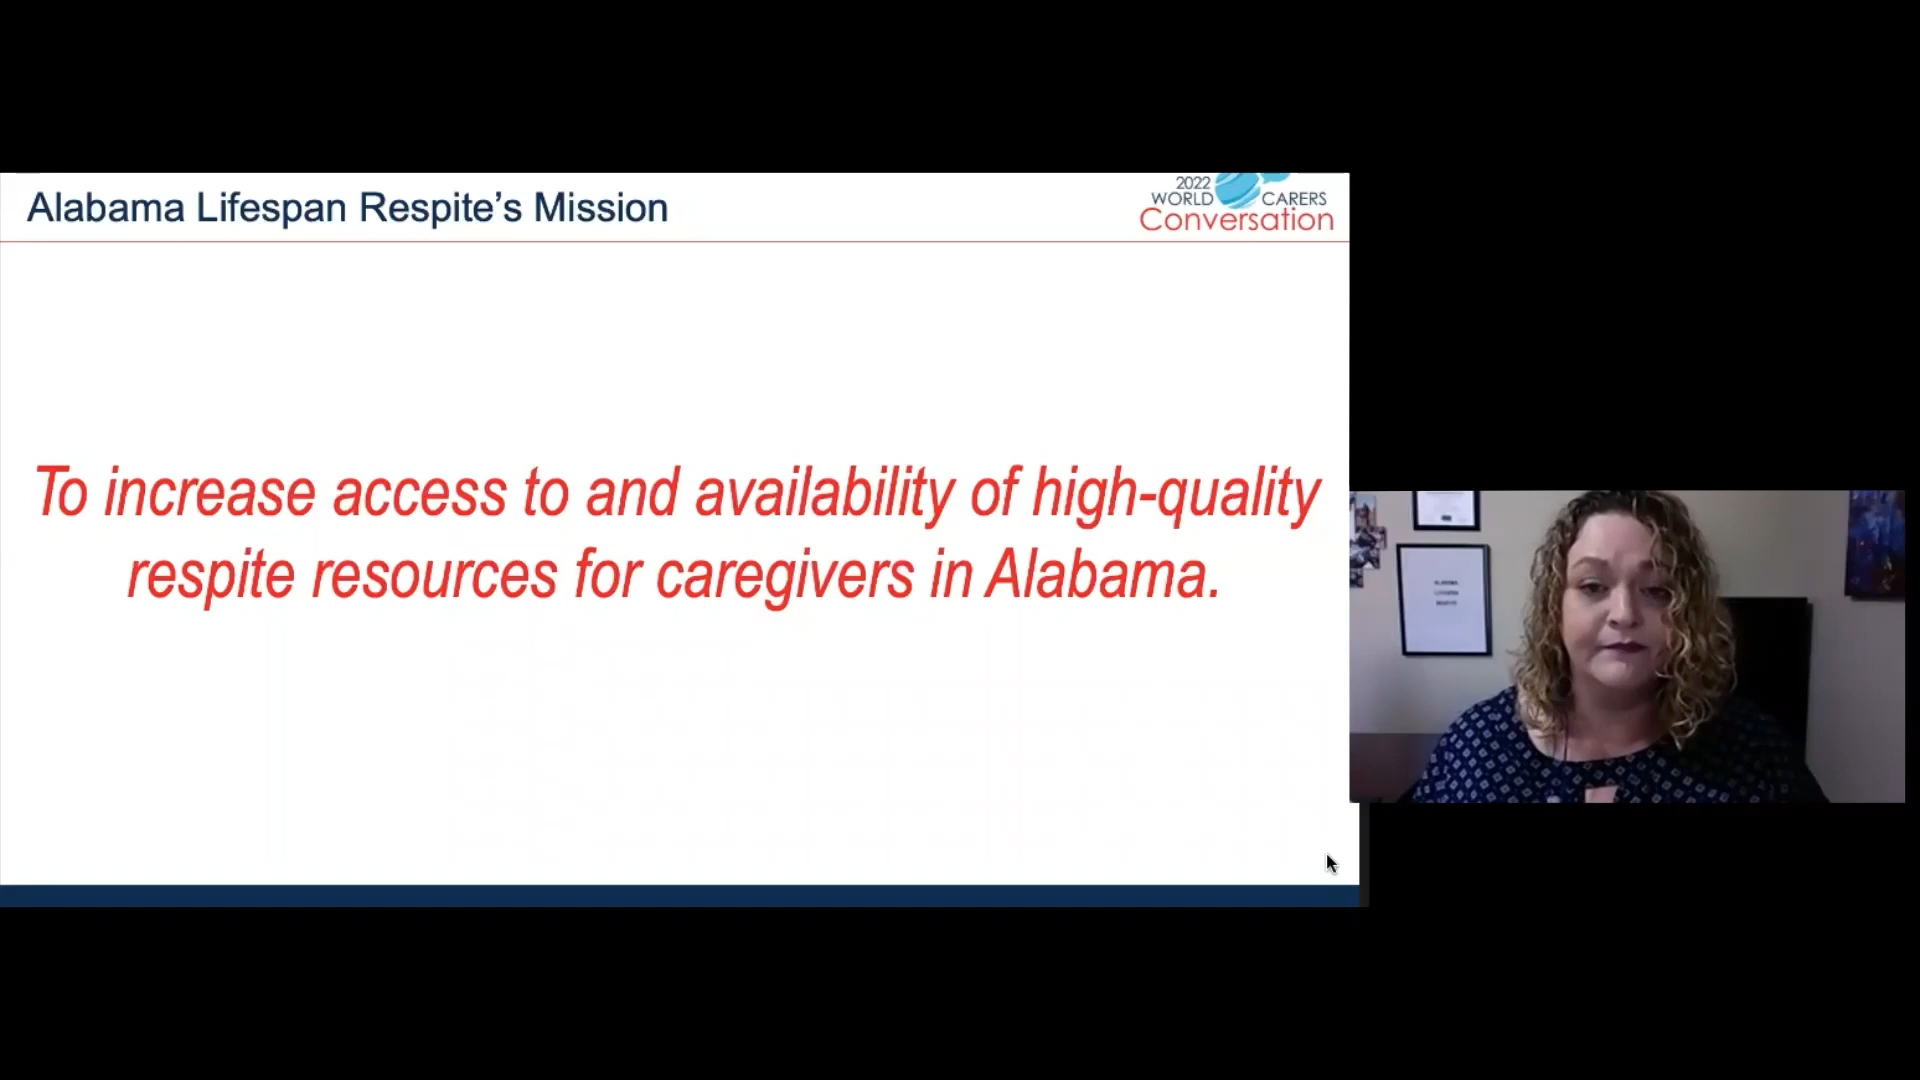 Alabama Lifespan Respite's Mission
2022
WORLD CARERS
Conversation
To increase access to and availability of high-quality
respite resources for caregivers in Alabama.